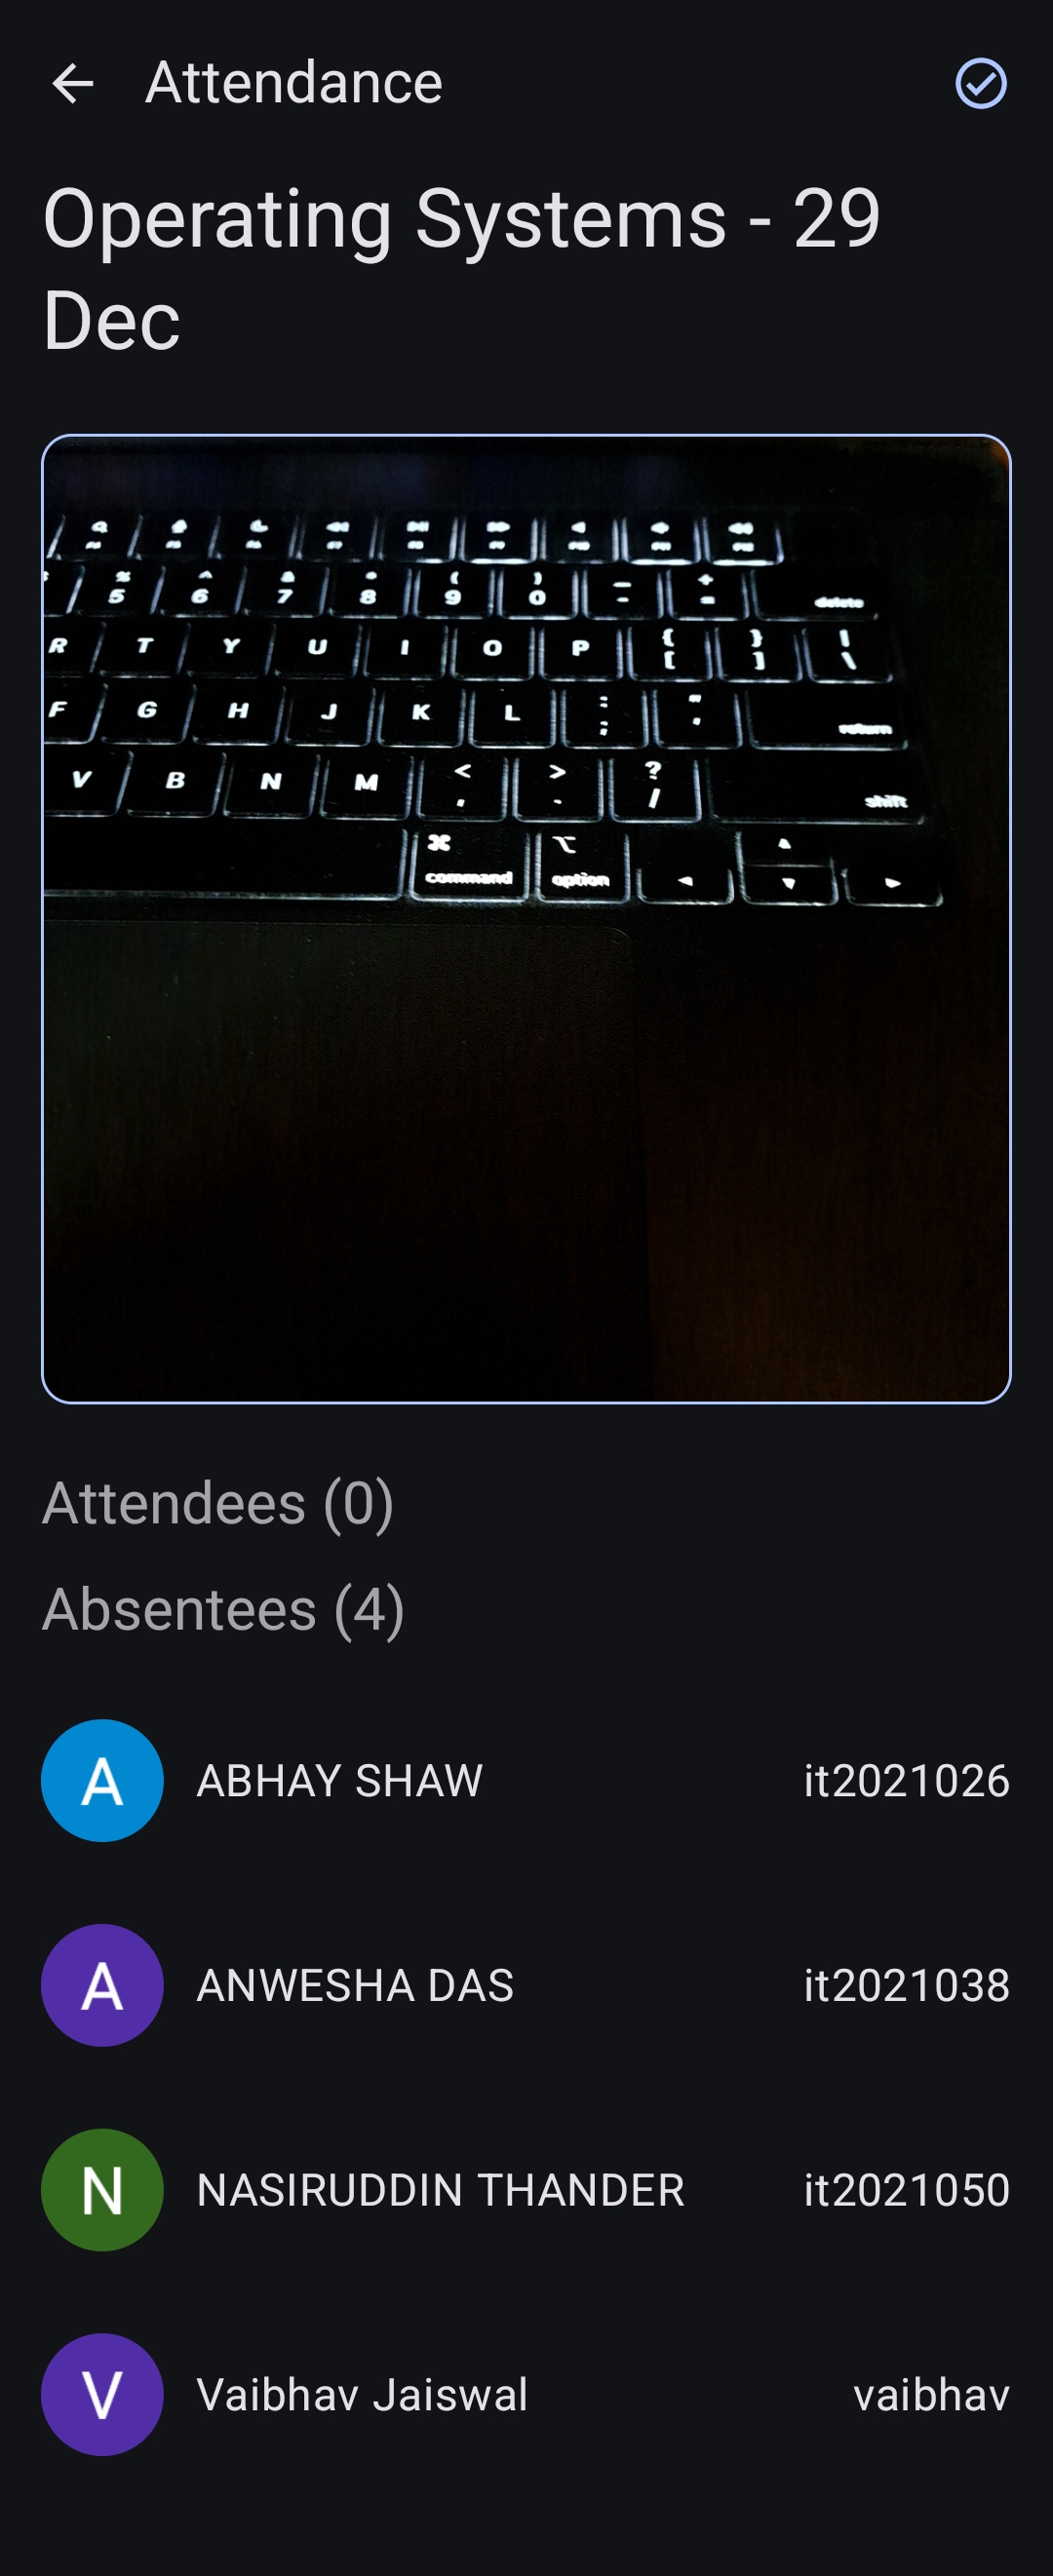 Attendance
Operating Systems - 29
Dec
% ^ & * ( ) _ +
5 6 7 8 9 0 - = delete
R T Y U I O P { [ } ] | \
F G H J K L : ; " ' return
V B N M < , > . ? / shift
⌘ ⌥
command option
Attendees (0)
Absentees (4)
A ABHAY SHAW it2021026
A ANWESHA DAS it2021038
N NASIRUDDIN THANDER it2021050
V Vaibhav Jaiswal vaibhav